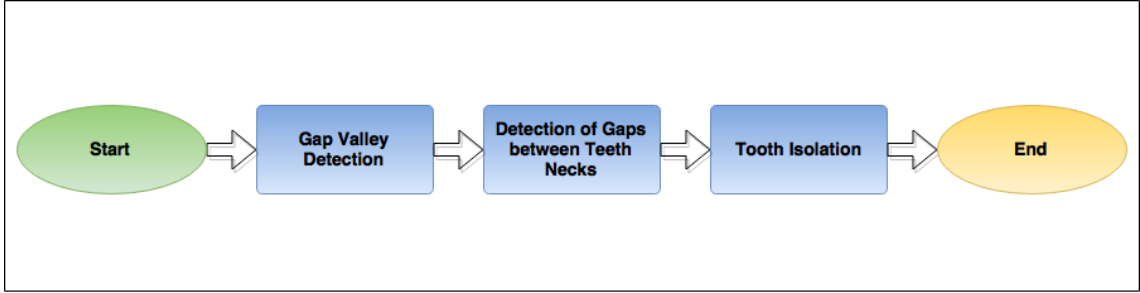 Start
Gap Valley
Detection
Detection of Gaps
between Teeth
Necks
Tooth Isolation
End